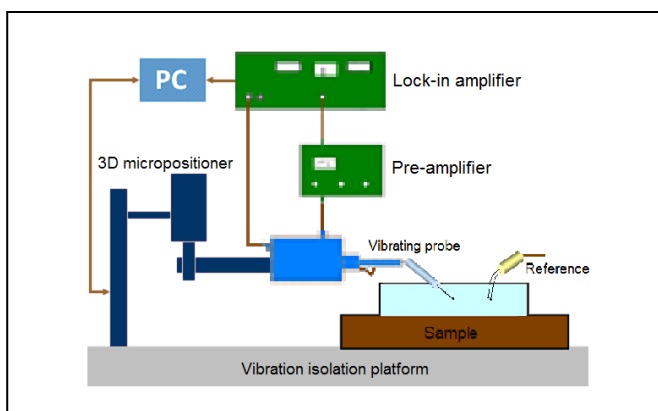 PC
Lock-in amplifier
3D micropositioner
Pre-amplifier
Vibrating probe
Reference
Sample
Vibration isolation platform